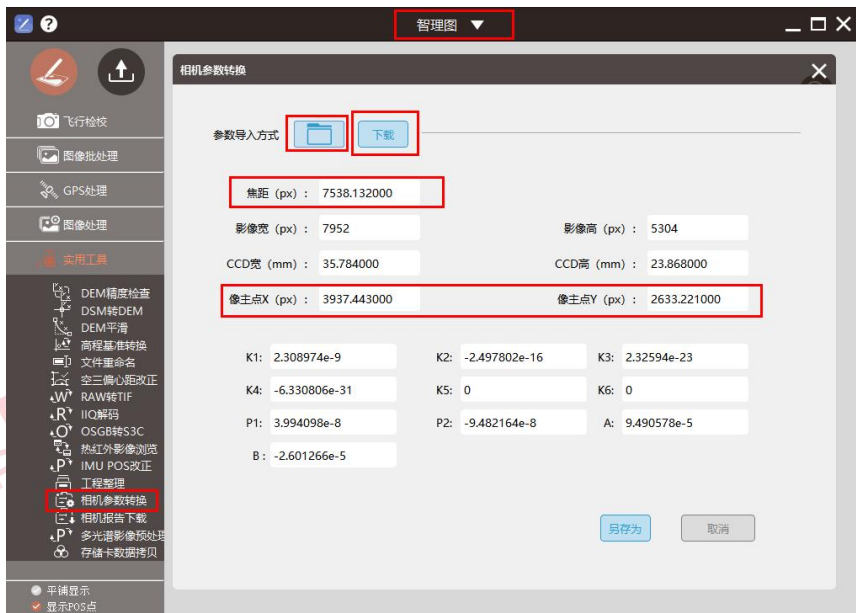 智理图 ▼
相机参数转换
飞行检校
图像批处理
GPS处理
图像处理
实用工具
DEM精度检查
DSM转DEM
DEM平滑
高程基准转换
文件重命名
空三偏心距改正
RAW转TIF
IIQ解码
OSGB转S3C
热红外影像浏览
IMU POS改正
工程整理
相机参数转换
相机报告下载
多光谱影像预处理
存储卡数据拷贝
平铺显示
显示POS点
参数导入方式 下载
焦距 (px) : 7538.132000
影像宽 (px) : 7952 影像高 (px) : 5304
CCD宽 (mm) : 35.784000 CCD高 (mm) : 23.868000
像主点X (px) : 3937.443000 像主点Y (px) : 2633.221000
K1: 2.308974e-9 K2: -2.497802e-16 K3: 2.32594e-23
K4: -6.330806e-31 K5: 0 K6: 0
P1: 3.994098e-8 P2: -9.482164e-8 A: 9.490578e-5
B : -2.601266e-5
另存为 取消